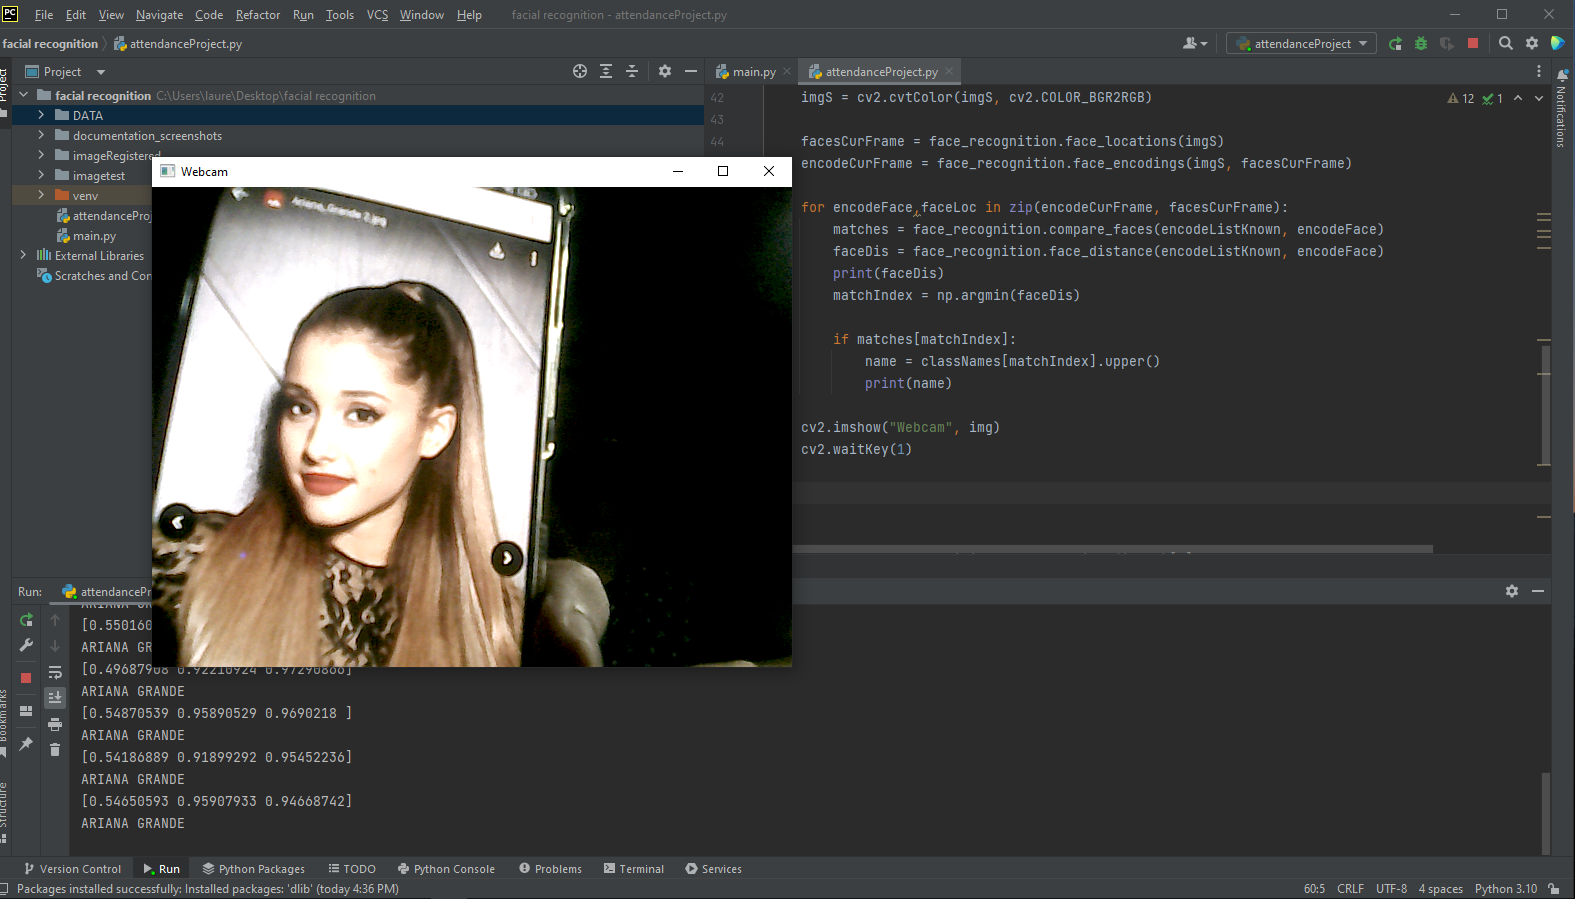 PC File Edit View Navigate Code Refactor Run Tools VCS Window Help facial recognition - attendanceProject.py
facial recognition attendanceProject.py attendanceProject
Project
Project main.py attendanceProject.py
facial recognition C:\Users\laure\Desktop\facial recognition
DATA
documentation_screenshots
imageRegistered
imagetest
venv
attendancePro
main.py
External Libraries
Scratches and Con
12 1
Notifications
42 imgS = cv2.cvtColor(imgS, cv2.COLOR_BGR2RGB)
43
44 facesCurFrame = face_recognition.face_locations(imgS)
encodeCurFrame = face_recognition.face_encodings(imgS, facesCurFrame)
for encodeFace,faceLoc in zip(encodeCurFrame, facesCurFrame):
matches = face_recognition.compare_faces(encodeListKnown, encodeFace)
faceDis = face_recognition.face_distance(encodeListKnown, encodeFace)
print(faceDis)
matchIndex = np.argmin(faceDis)
if matches[matchIndex]:
name = classNames[matchIndex].upper()
print(name)
cv2.imshow("Webcam", img)
cv2.waitKey(1)
Webcam
Ariana_Grande 2.jpg
Run: attendancePr
ARIANA GR
[0.550160
ARIANA GR
[0.49687908 0.92210924 0.97290866]
ARIANA GRANDE
[0.54870539 0.95890529 0.9690218 ]
ARIANA GRANDE
[0.54186889 0.91899292 0.95452236]
ARIANA GRANDE
[0.54650593 0.95907933 0.94668742]
ARIANA GRANDE
Bookmarks
Structure
Version Control Run Python Packages TODO Python Console Problems Terminal Services
Packages installed successfully: Installed packages: 'dlib' (today 4:36 PM) 60:5 CRLF UTF-8 4 spaces Python 3.10